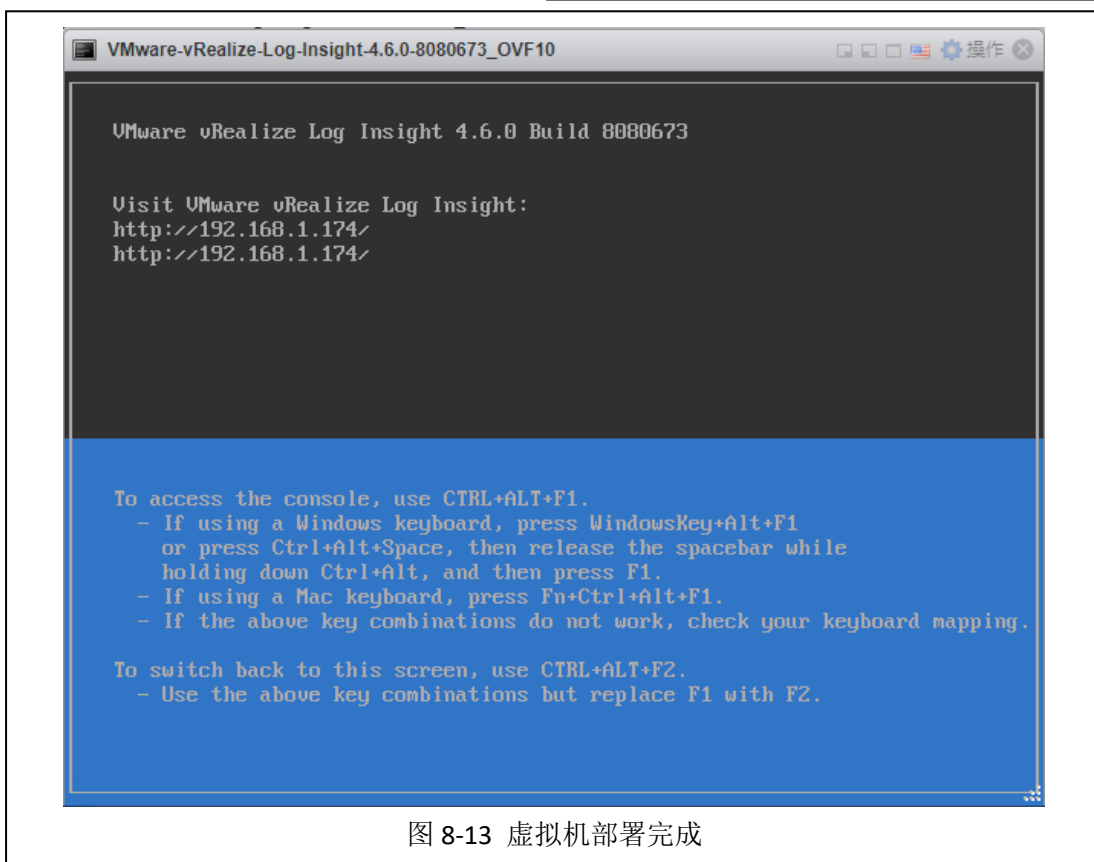 VMware-vRealize-Log-Insight-4.6.0-8080673_OVF10 操作
VMware vRealize Log Insight 4.6.0 Build 8080673
Visit VMware vRealize Log Insight:
http://192.168.1.174/
http://192.168.1.174/
To access the console, use CTRL+ALT+F1.
- If using a Windows keyboard, press WindowsKey+Alt+F1
or press Ctrl+Alt+Space, then release the spacebar while
holding down Ctrl+Alt, and then press F1.
- If using a Mac keyboard, press Fn+Ctrl+Alt+F1.
- If the above key combinations do not work, check your keyboard mapping.
To switch back to this screen, use CTRL+ALT+F2.
- Use the above key combinations but replace F1 with F2.
图 8-13 虚拟机部署完成